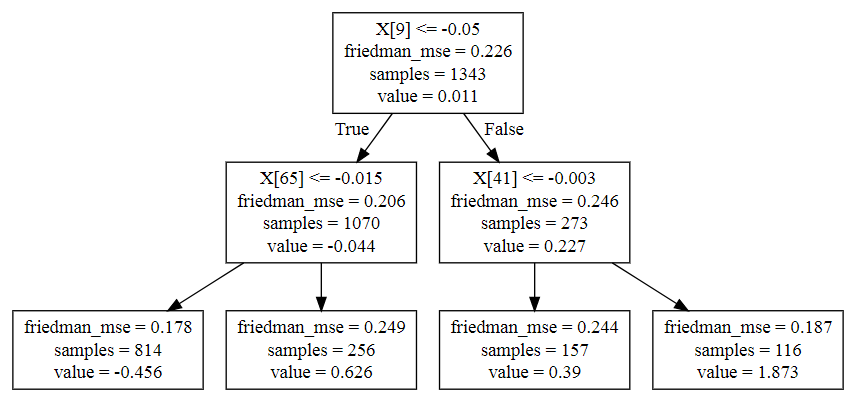 X[9] <= -0.05
friedman_mse = 0.226
samples = 1343
value = 0.011
True
False
X[65] <= -0.015
friedman_mse = 0.206
samples = 1070
value = -0.044
X[41] <= -0.003
friedman_mse = 0.246
samples = 273
value = 0.227
friedman_mse = 0.178
samples = 814
value = -0.456
friedman_mse = 0.249
samples = 256
value = 0.626
friedman_mse = 0.244
samples = 157
value = 0.39
friedman_mse = 0.187
samples = 116
value = 1.873